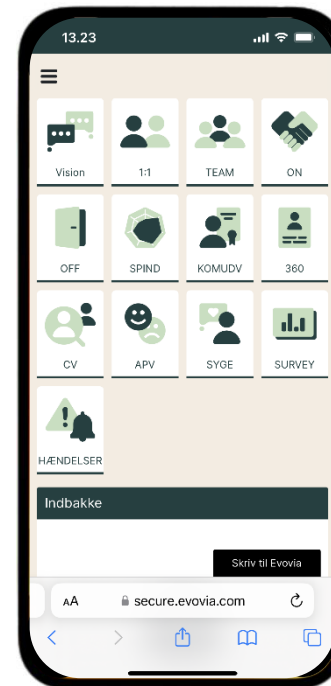 13.23
Vision
1:1
TEAM
ON
OFF
SPIND
KOMUDV
360
CV
APV
SYGE
SURVEY
HÆNDELSER
Indbakke
Skriv til Evovia
AA
secure.evovia.com